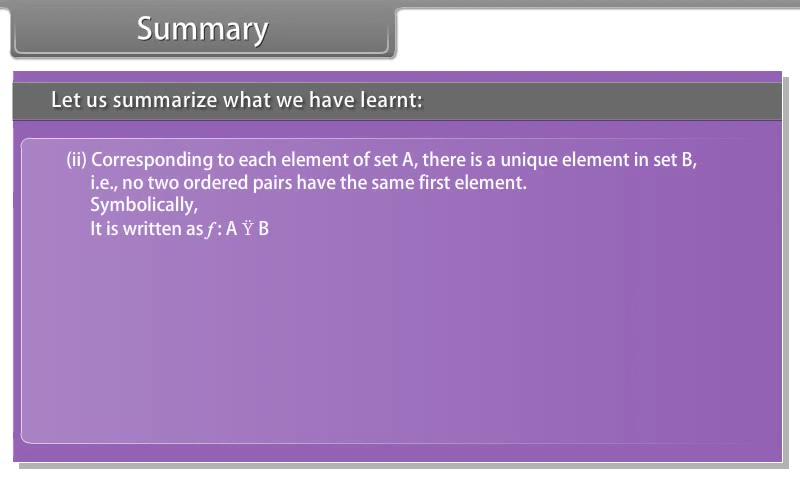 Summary
Let us summarize what we have learnt:
(ii) Corresponding to each element of set A, there is a unique element in set B,
i.e., no two ordered pairs have the same first element.
Symbolically,
It is written as f : A Ÿ B